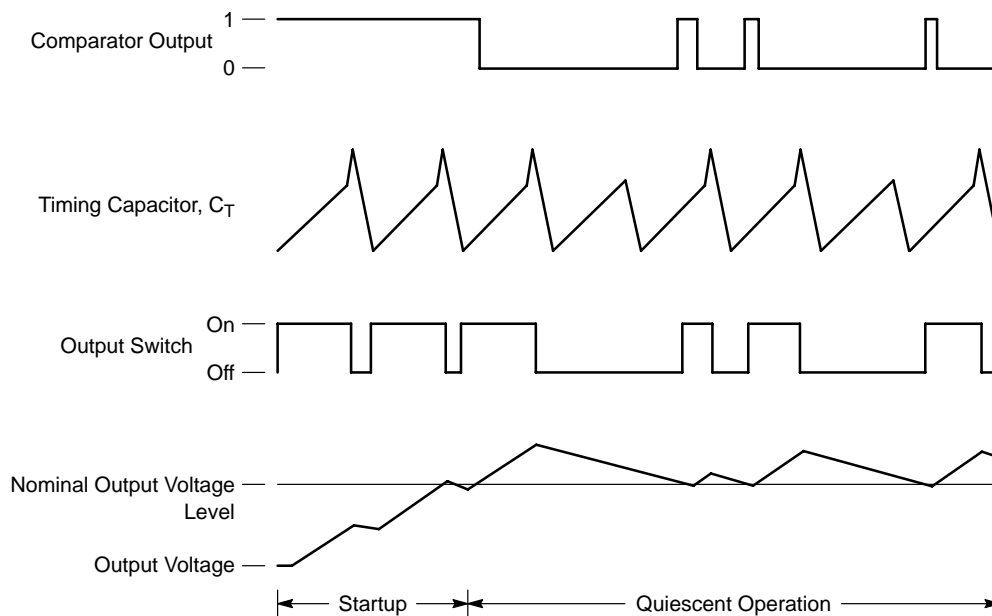 1
Comparator Output
0
Timing Capacitor, CT
On
Output Switch
Off
Nominal Output Voltage
Level
Output Voltage
Startup
Quiescent Operation